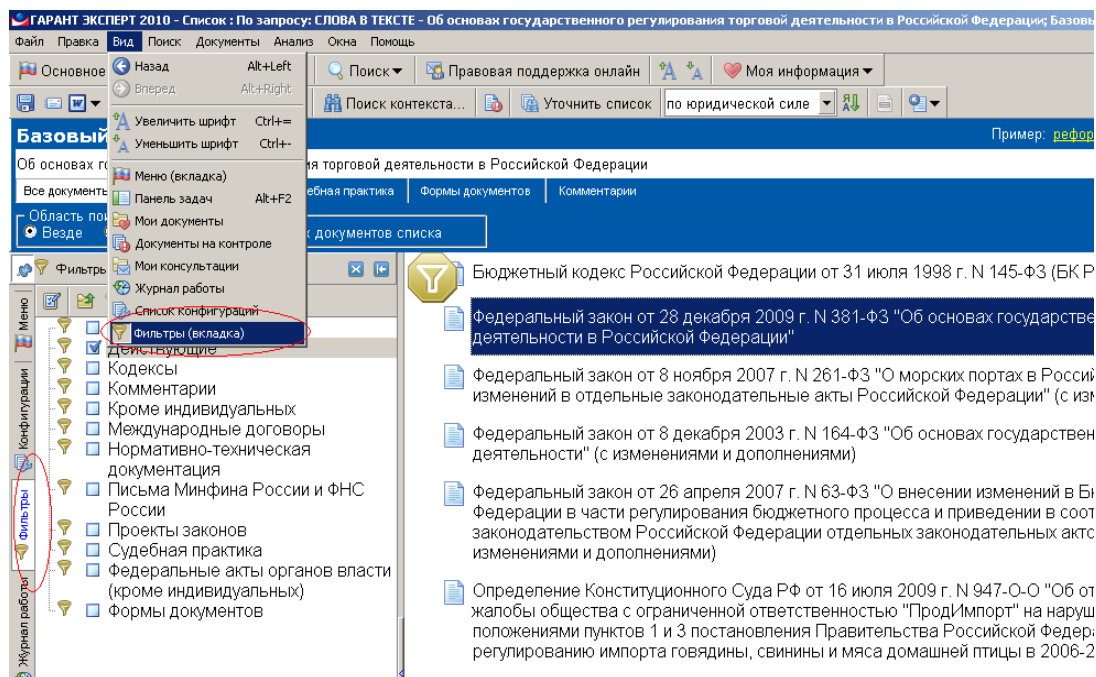 ГАРАНТ ЭКСПЕРТ 2010 - Список : По запросу: СЛОВА В ТЕКСТЕ - Об основах государственного регулирования торговой деятельности в Российской Федерации; Базовы
Файл Правка Вид Поиск Документы Анализ Окна Помощь
Основное Поиск Правовая поддержка онлайн Моя информация
Поиск контекста... Уточнить список по юридической силе
Назад Alt+Left
Вперед Alt+Right
Увеличить шрифт Ctrl+=
Уменьшить шрифт Ctrl+-
Меню (вкладка)
Панель задач Alt+F2
Мои документы
Документы на контроле
Мои консультации
Журнал работы
Список конфигураций
Фильтры (вкладка)
Базовый Пример: рефор
Об основах го я торговой деятельности в Российской Федерации
Все документы ебная практика Формы документов Комментарии
Область пои
Везде документов списка
Фильтры
Меню
Конфигурации
Фильтры
Журнал работы
Действующие
Кодексы
Комментарии
Кроме индивидуальных
Международные договоры
Нормативно-техническая
документация
Письма Минфина России и ФНС
России
Проекты законов
Судебная практика
Федеральные акты органов власти
(кроме индивидуальных)
Формы документов
Бюджетный кодекс Российской Федерации от 31 июля 1998 г. N 145-ФЗ (БК Р
Федеральный закон от 28 декабря 2009 г. N 381-ФЗ "Об основах государстве
деятельности в Российской Федерации"
Федеральный закон от 8 ноября 2007 г. N 261-ФЗ "О морских портах в Россий
изменений в отдельные законодательные акты Российской Федерации" (с изм
Федеральный закон от 8 декабря 2003 г. N 164-ФЗ "Об основах государствен
деятельности" (с изменениями и дополнениями)
Федеральный закон от 26 апреля 2007 г. N 63-ФЗ "О внесении изменений в Бю
Федерации в части регулирования бюджетного процесса и приведении в соот
законодательством Российской Федерации отдельных законодательных акто
изменениями и дополнениями)
Определение Конституционного Суда РФ от 16 июля 2009 г. N 947-О-О "Об от
жалобы общества с ограниченной ответственностью "ПродИмпорт" на наруш
положениями пунктов 1 и 3 постановления Правительства Российской Федера
регулированию импорта говядины, свинины и мяса домашней птицы в 2006-2